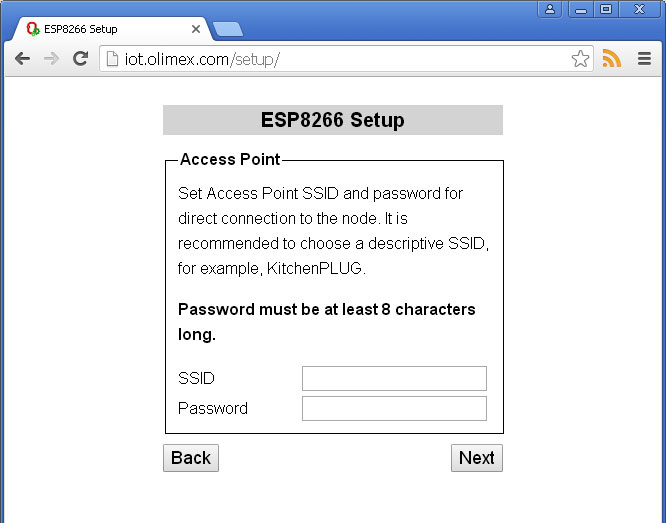 ESP8266 Setup
iot.olimex.com/setup/
ESP8266 Setup
Access Point
Set Access Point SSID and password for
direct connection to the node. It is
recommended to choose a descriptive SSID,
for example, KitchenPLUG.
Password must be at least 8 characters
long.
SSID
Password
Back
Next